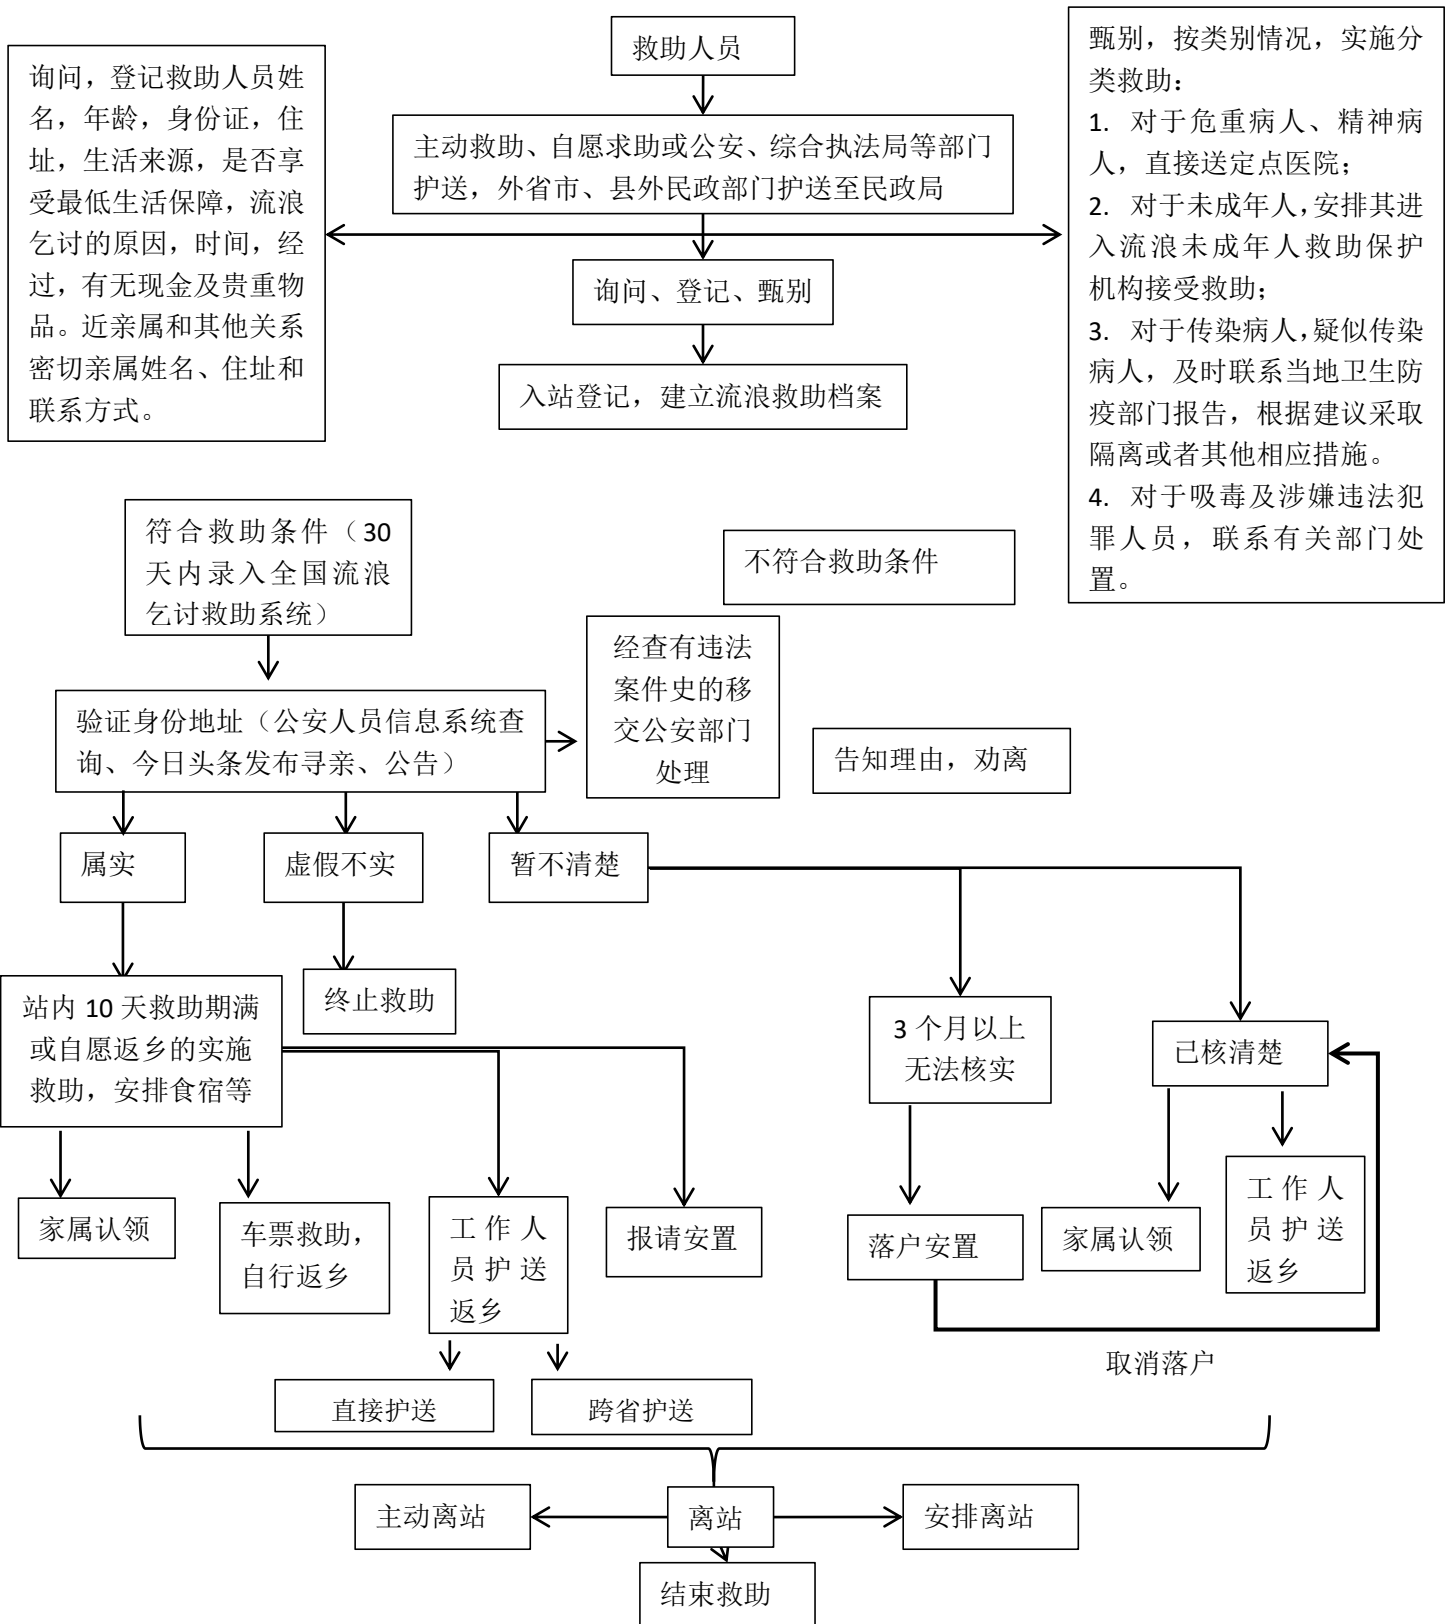 救助人员
主动救助、自愿求助或公安、综合执法局等部门
护送，外省市、县外民政部门护送至民政局
询问，登记救助人员姓
名，年龄，身份证，住
址，生活来源，是否享
受最低生活保障，流浪
乞讨的原因，时间，经
过，有无现金及贵重物
品。近亲属和其他关系
密切亲属姓名、住址和
联系方式。
甄别，按类别情况，实施分
类救助：
1. 对于危重病人、精神病
人，直接送定点医院；
2. 对于未成年人，安排其进
入流浪未成年人救助保护
机构接受救助；
3. 对于传染病人，疑似传染
病人，及时联系当地卫生防
疫部门报告，根据建议采取
隔离或者其他相应措施。
4. 对于吸毒及涉嫌违法犯
罪人员，联系有关部门处
置。
询问、登记、甄别
入站登记，建立流浪救助档案
符合救助条件（30
天内录入全国流浪
乞讨救助系统）
不符合救助条件
经查有违法
案件史的移
交公安部门
处理
验证身份地址（公安人员信息系统查
询、今日头条发布寻亲、公告）
告知理由，劝离
属实
虚假不实
暂不清楚
站内 10 天救助期满
或自愿返乡的实施
救助，安排食宿等
终止救助
3 个月以上
无法核实
已核清楚
家属认领
车票救助，
自行返乡
工作人
员护送
返乡
报请安置
落户安置
家属认领
工作人
员护送
返乡
取消落户
直接护送
跨省护送
主动离站
离站
安排离站
结束救助